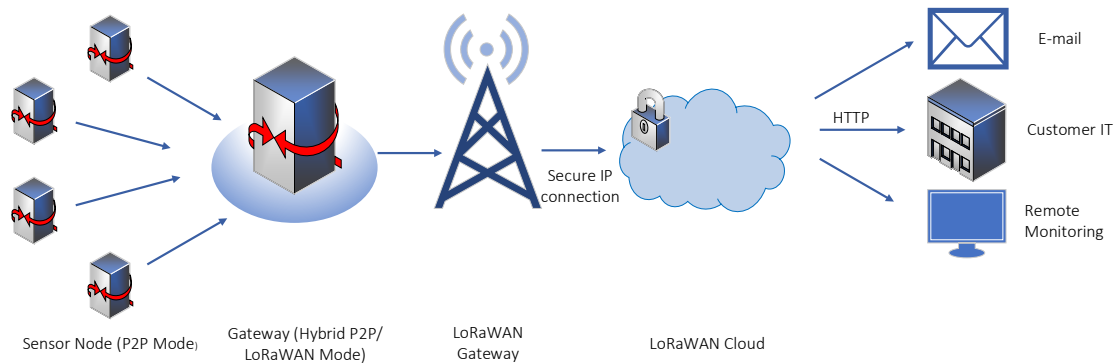 E-mail
HTTP
Customer IT
Secure IP
connection
Remote
Monitoring
Sensor Node (P2P Mode)
Gateway (Hybrid P2P/
LoRaWAN Mode)
LoRaWAN
Gateway
LoRaWAN Cloud